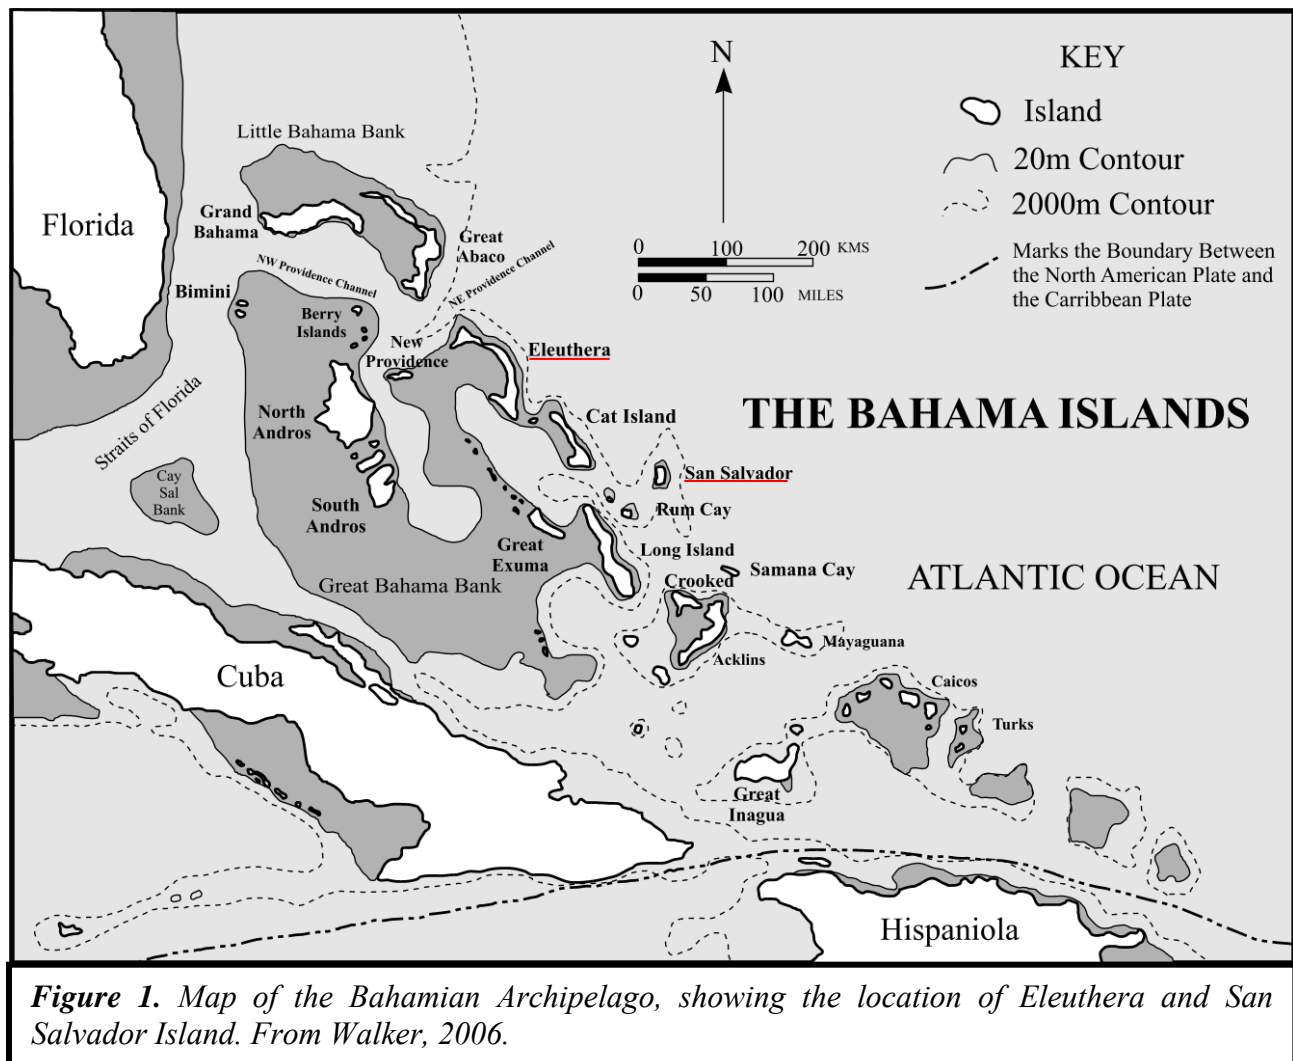 N
KEY
Island
20m Contour
2000m Contour
Marks the Boundary Between
the North American Plate and
the Carribbean Plate
0 100 200 KMS
0 50 100 MILES
Little Bahama Bank
Florida
Grand
Bahama
Great
Abaco
NW Providence Channel
NE Providence Channel
Bimini
Berry
Islands
New
Providence
Eleuthera
Straits of Florida
North
Andros
Cat Island
THE BAHAMA ISLANDS
Cay
Sal
Bank
San Salvador
South
Andros
Rum Cay
Great
Exuma
Long Island
Samana Cay
Crooked
ATLANTIC OCEAN
Great Bahama Bank
Mayaguana
Acklins
Cuba
Caicos
Turks
Great
Inagua
Hispaniola
Figure 1. Map of the Bahamian Archipelago, showing the location of Eleuthera and San
Salvador Island. From Walker, 2006.